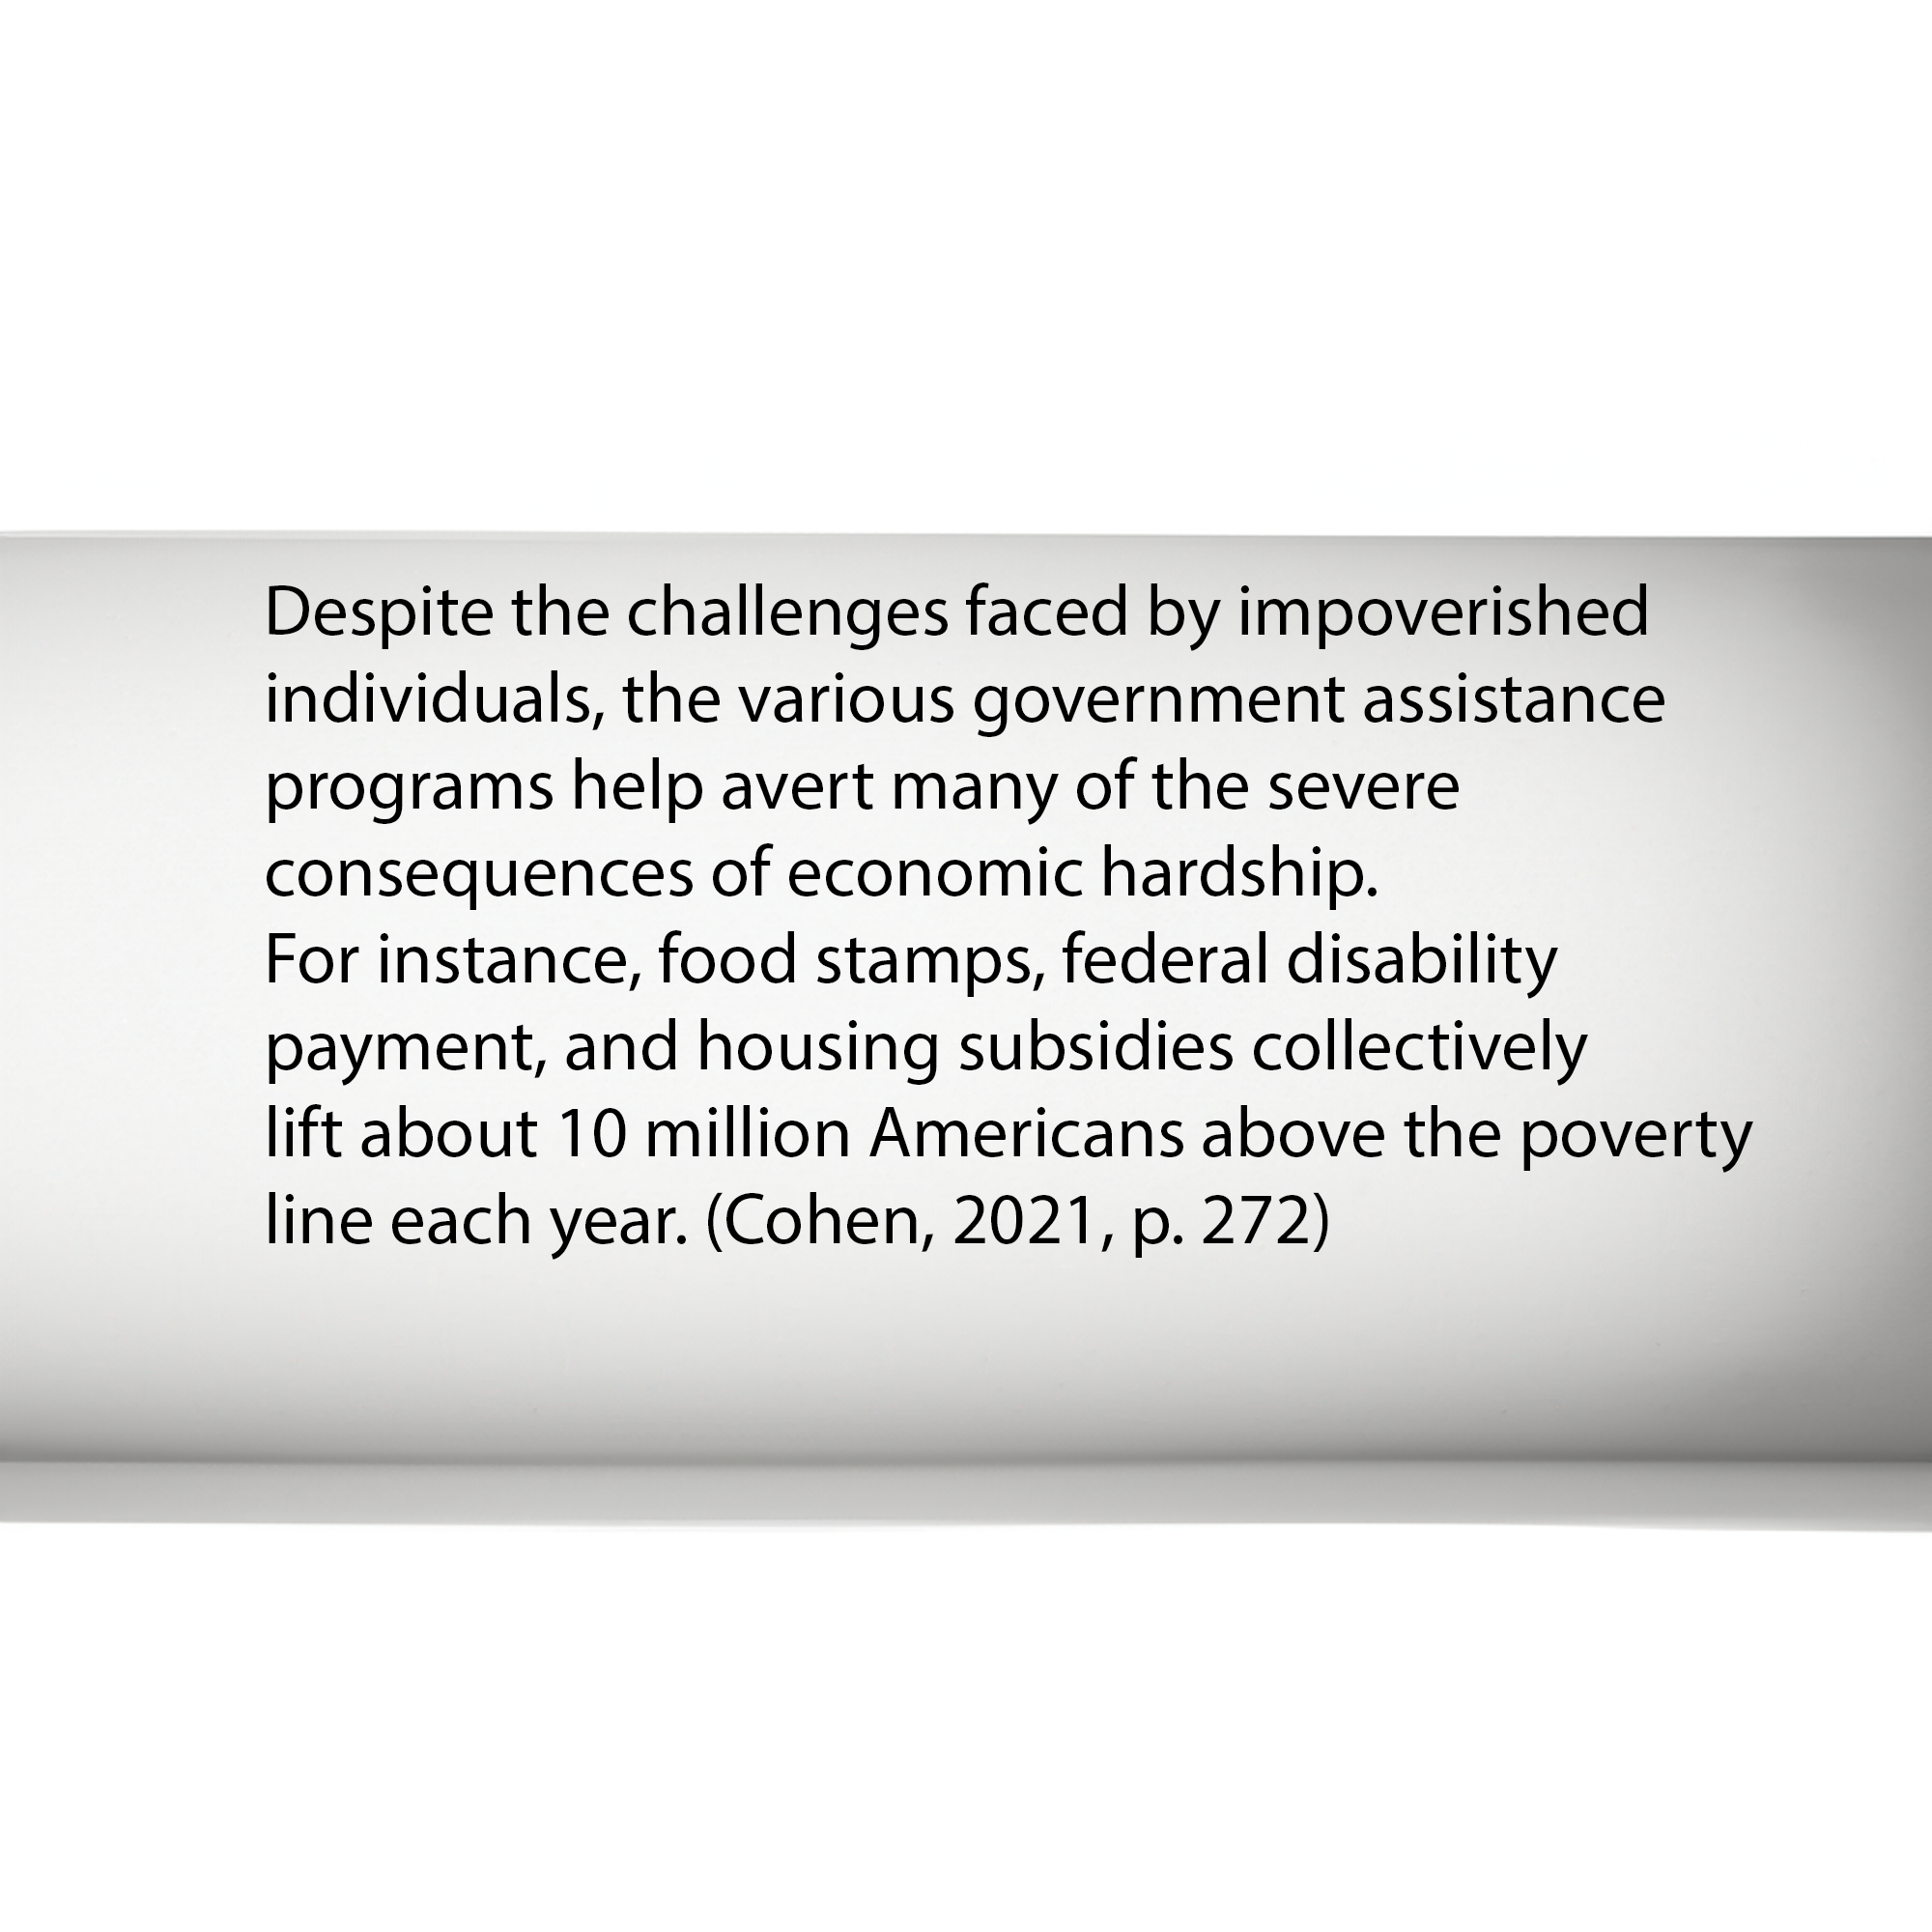 Despite the challenges faced by impoverished
individuals, the various government assistance
programs help avert many of the severe
consequences of economic hardship.
For instance, food stamps, federal disability
payment, and housing subsidies collectively
lift about 10 million Americans above the poverty
line each year. (Cohen, 2021, p. 272)